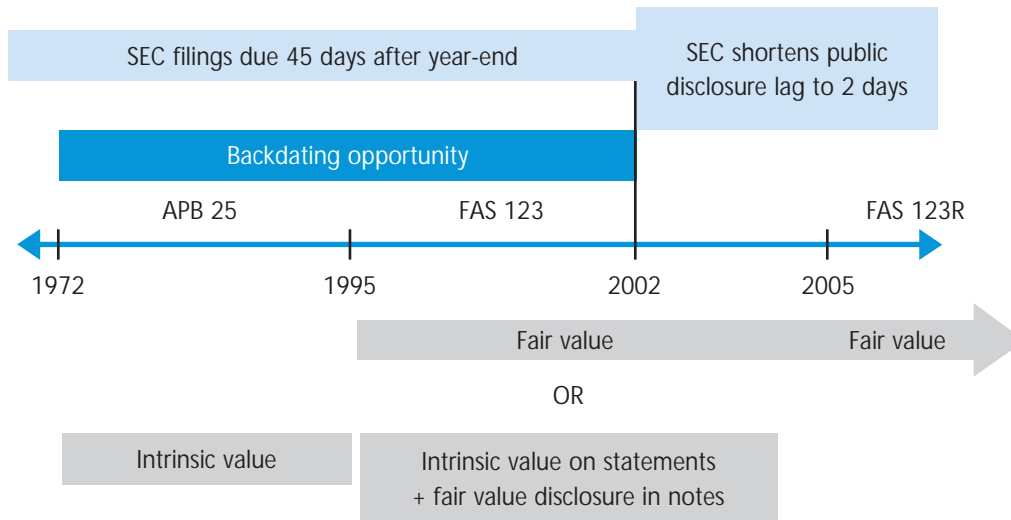 SEC filings due 45 days after year-end
SEC shortens public
disclosure lag to 2 days
Backdating opportunity
APB 25
FAS 123
FAS 123R
1972
1995
2002
2005
Fair value
Fair value
OR
Intrinsic value
Intrinsic value on statements
+ fair value disclosure in notes